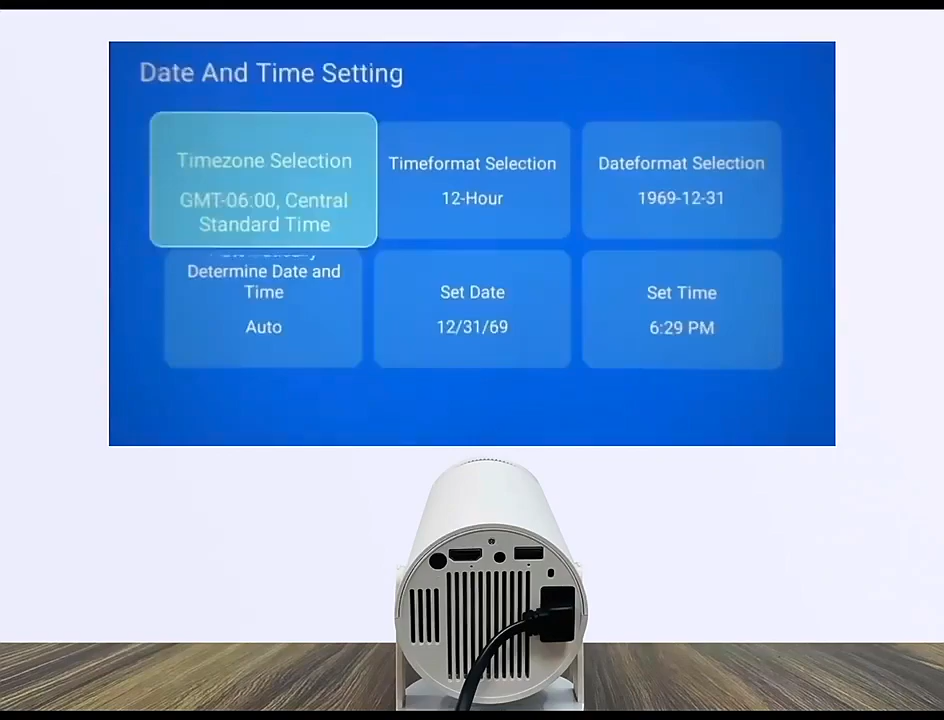 Date And Time Setting
Timezone Selection
GMT-06:00, Central
Standard Time
Timeformat Selection
12-Hour
Dateformat Selection
1969-12-31
Determine Date and
Time
Auto
Set Date
12/31/69
Set Time
6:29 PM